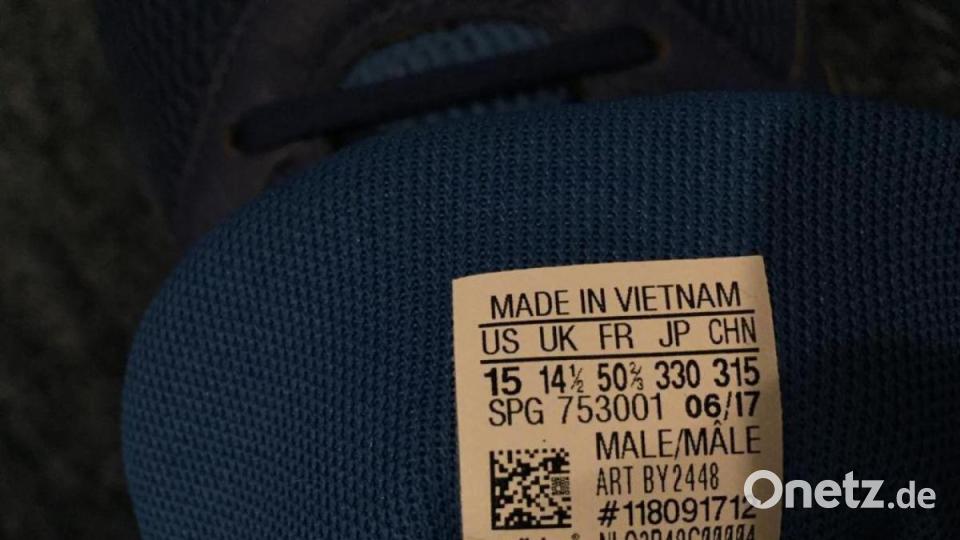 MADE IN VIETNAM
US UK FR JP CHN
15 14½ 50⅔ 330 315
SPG 753001 06/17
MALE/MÂLE
ART BY2448
#118091712
Onetz.de